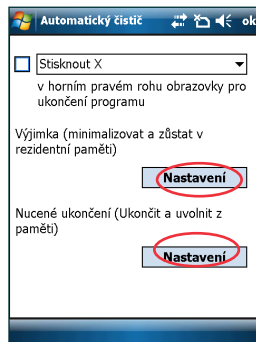 Automatický čistič ok
Stisknout X
v horním pravém rohu obrazovky pro
ukončení programu
Výjimka (minimalizovat a zůstat v
rezidentní paměti)
Nastavení
Nucené ukončení (Ukončit a uvolnit z
paměti)
Nastavení